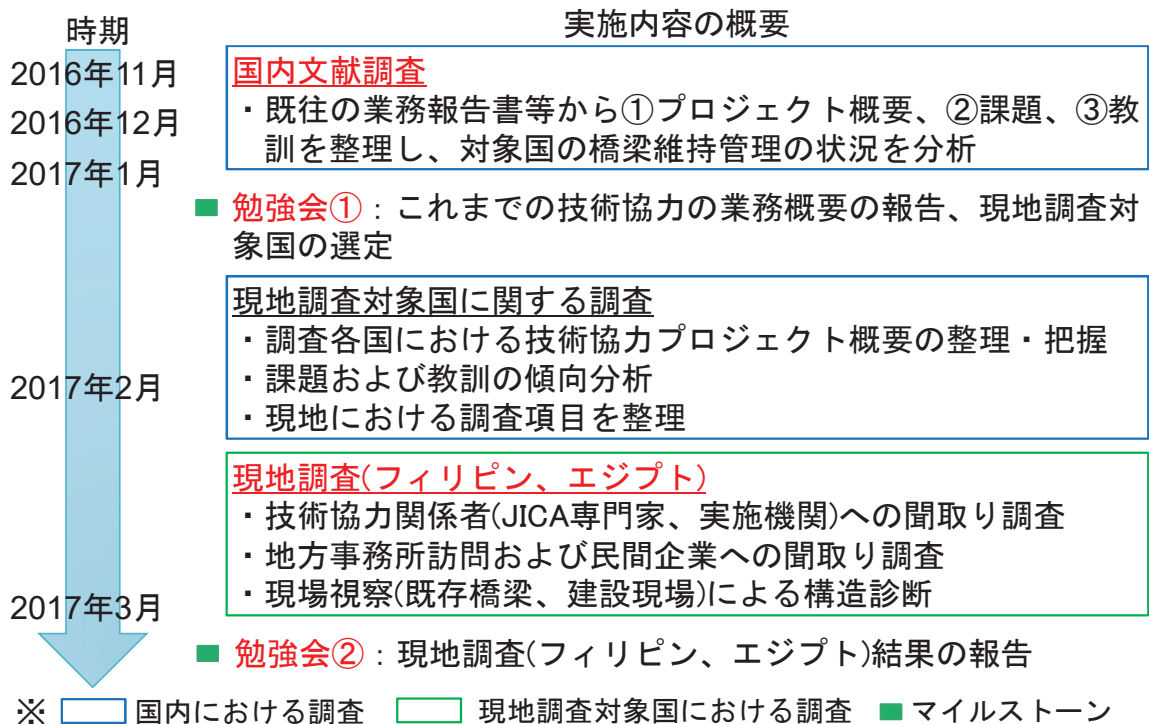 時期
実施内容の概要
2016年11月
2016年12月
2017年1月
国内文献調査
・既往の業務報告書等から①プロジェクト概要、②課題、③教
訓を整理し、対象国の橋梁維持管理の状況を分析
勉強会①：これまでの技術協力の業務概要の報告、現地調査対
象国の選定
現地調査対象国に関する調査
・調査各国における技術協力プロジェクト概要の整理・把握
2017年2月
・課題および教訓の傾向分析
・現地における調査項目を整理
現地調査(フィリピン、エジプト)
・技術協力関係者(JICA専門家、実施機関)への聞取り調査
・地方事務所訪問および民間企業への聞取り調査
・現場視察(既存橋梁、建設現場)による構造診断
2017年3月
勉強会②：現地調査(フィリピン、エジプト)結果の報告
※ 国内における調査 現地調査対象国における調査 マイルストーン